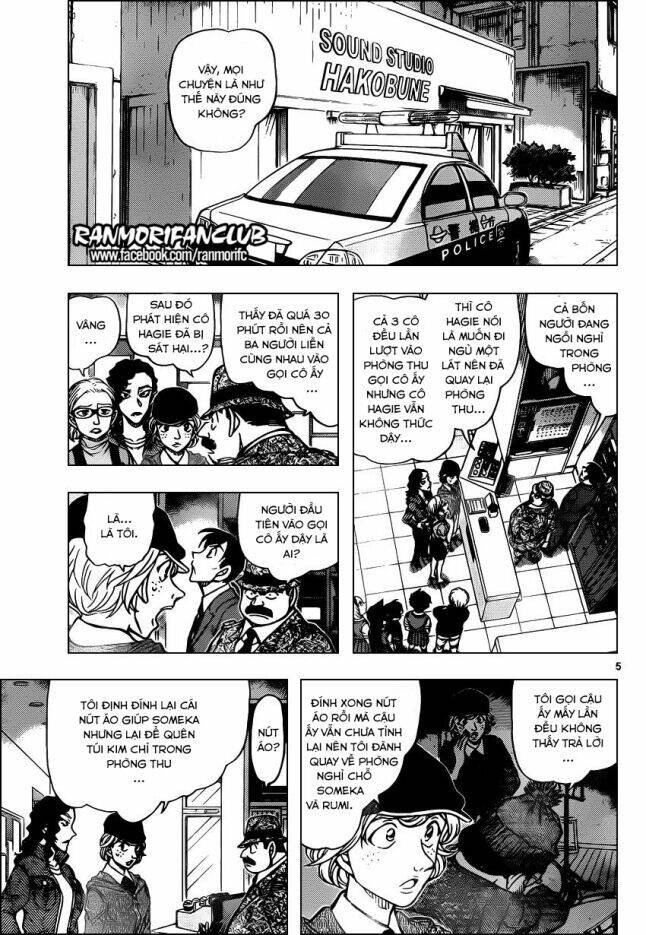 SOUND STUDIO
HAKOBUNE
VẬY, MỌI
CHUYỆN LÀ NHƯ
THẾ NÀY ĐÚNG
KHÔNG?
警視庁
POLICE
RANMORIFANCLUB
www.facebook.com/ranmorifc
CẢ BỐN
NGƯỜI ĐANG
NGỒI NGHỈ
TRONG
PHÒNG,
...
THÌ CÔ
HAGIE NÓI
LÀ MUỐN ĐI
NGỦ MỘT
LÁT NÊN ĐÃ
QUAY LẠI
PHÒNG
THU...
CẢ 3 CÔ
ĐỀU LẦN
LƯỢT VÀO
PHÒNG THU
GỌI CÔ ẤY
NHƯNG CÔ
HAGIE VẪN
KHÔNG THỨC
DẬY...
THẤY ĐÃ QUÁ 30
PHÚT RỒI NÊN CẢ
BA NGƯỜI LIỀN
CÙNG NHAU VÀO
GỌI CÔ ẤY
...
SAU ĐÓ
PHÁT HIỆN CÔ
HAGIE ĐÃ BỊ
SÁT HẠI...?
VÂNG
...
NGƯỜI ĐẦU
TIÊN VÀO GỌI
CÔ ẤY DẬY LÀ
AI?
LÀ...
LÀ TÔI.
5
TÔI GỌI CẬU
ẤY MẤY LẦN
ĐỀU KHÔNG
THẤY TRẢ LỜI
...
ĐÍNH XONG NÚT
ÁO RỒI MÀ CẬU
ẤY VẪN CHƯA TỈNH
LẠI NÊN TÔI ĐÀNH
QUAY VỀ PHÒNG
NGHỈ CHỖ
SOMEKA
VÀ RUMI.
NÚT
ÁO?
TÔI ĐỊNH ĐÍNH LẠI CÁI
NÚT ÁO GIÚP SOMEKA
NHƯNG LẠI ĐỂ QUÊN
TÚI KIM CHỈ TRONG
PHÒNG THU
...